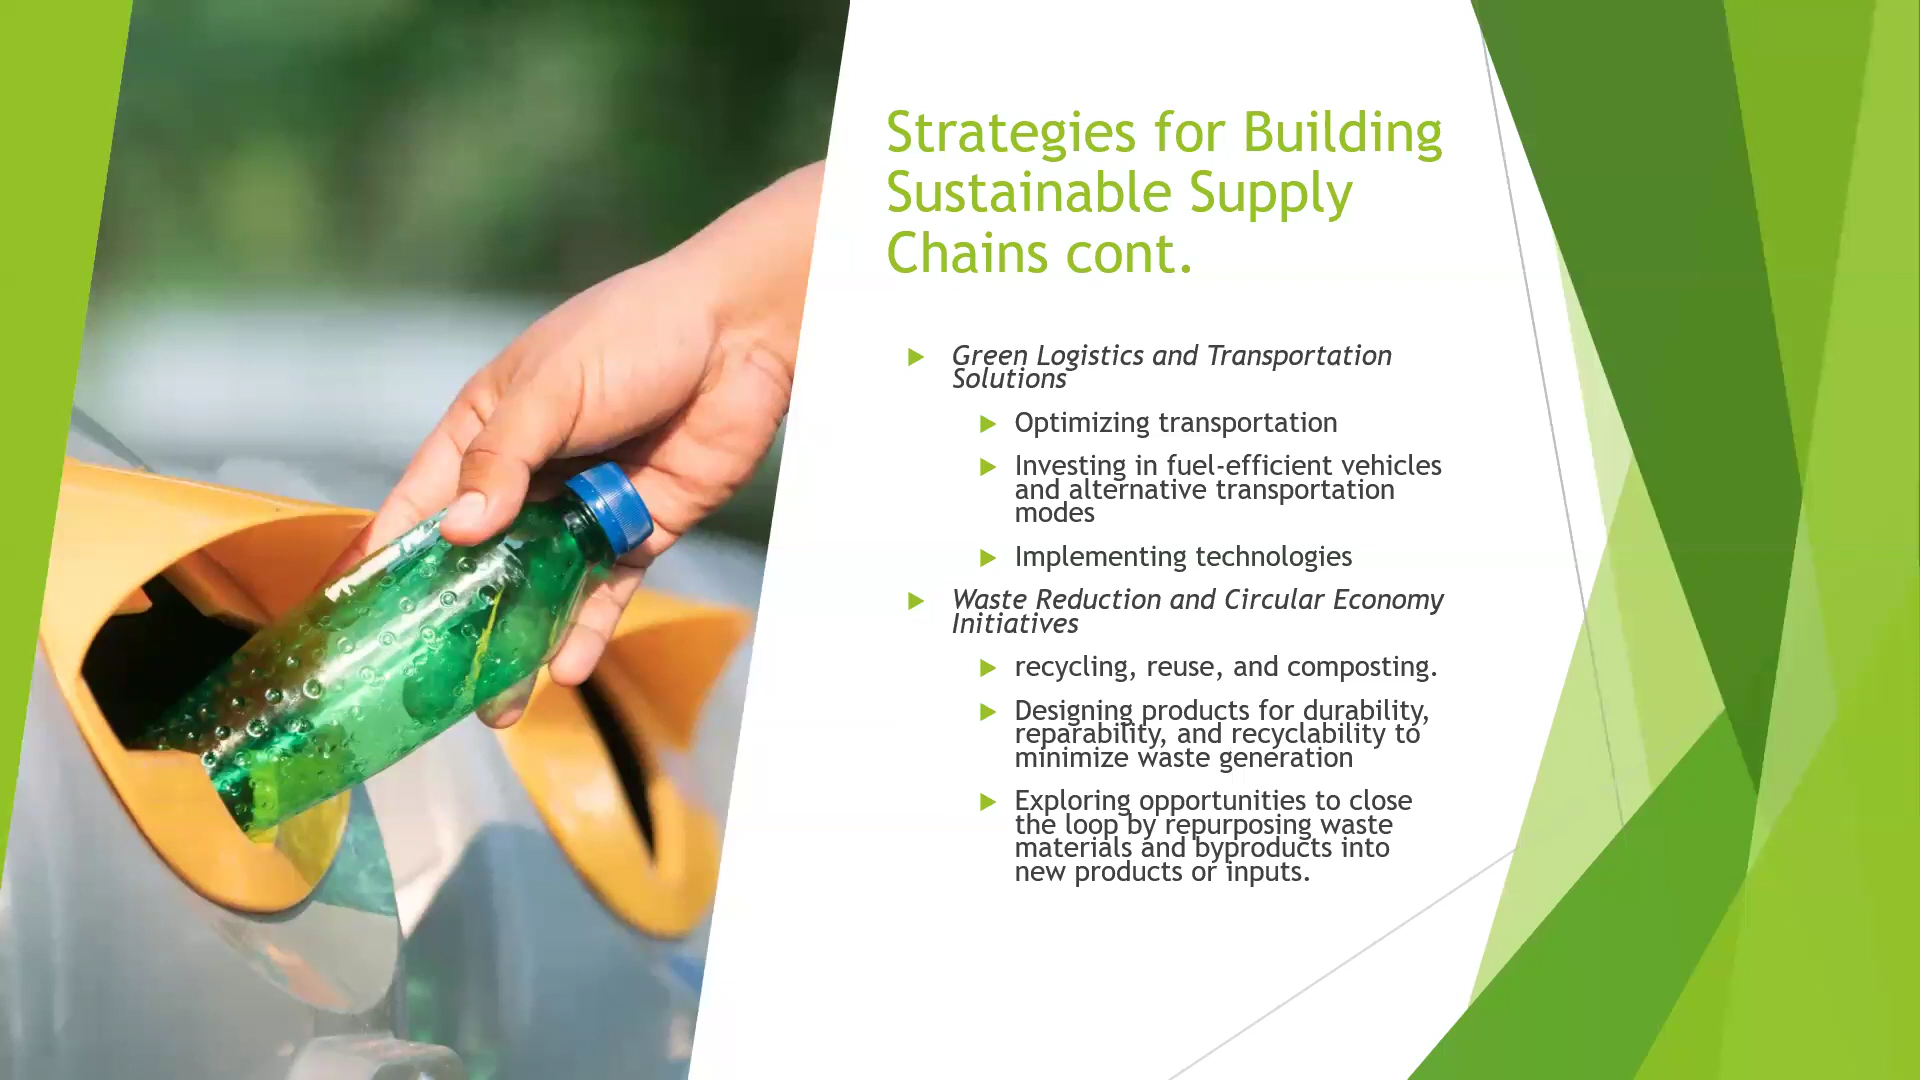 Strategies for Building
Sustainable Supply
Chains cont.
Green Logistics and Transportation
Solutions
Optimizing transportation
Investing in fuel-efficient vehicles
and alternative transportation
modes
Implementing technologies
Waste Reduction and Circular Economy
Initiatives
recycling, reuse, and composting.
Designing products for durability,
reparability, and recyclability to
minimize waste generation
Exploring opportunities to close
the loop by repurposing waste
materials and byproducts into
new products or inputs.